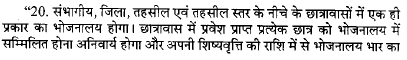 "20. संभागीय, जिला, तहसील एवं तहसील स्तर के नीचे के छात्रावासों में एक ही
प्रकार का भोजनालय होगा। छात्रावास में प्रवेश प्राप्त प्रत्येक छात्र को भोजनालय में
सम्मिलित होना अनिवार्य होगा और अपनी शिष्यवृत्ति की राशि में से भोजनालय भार का